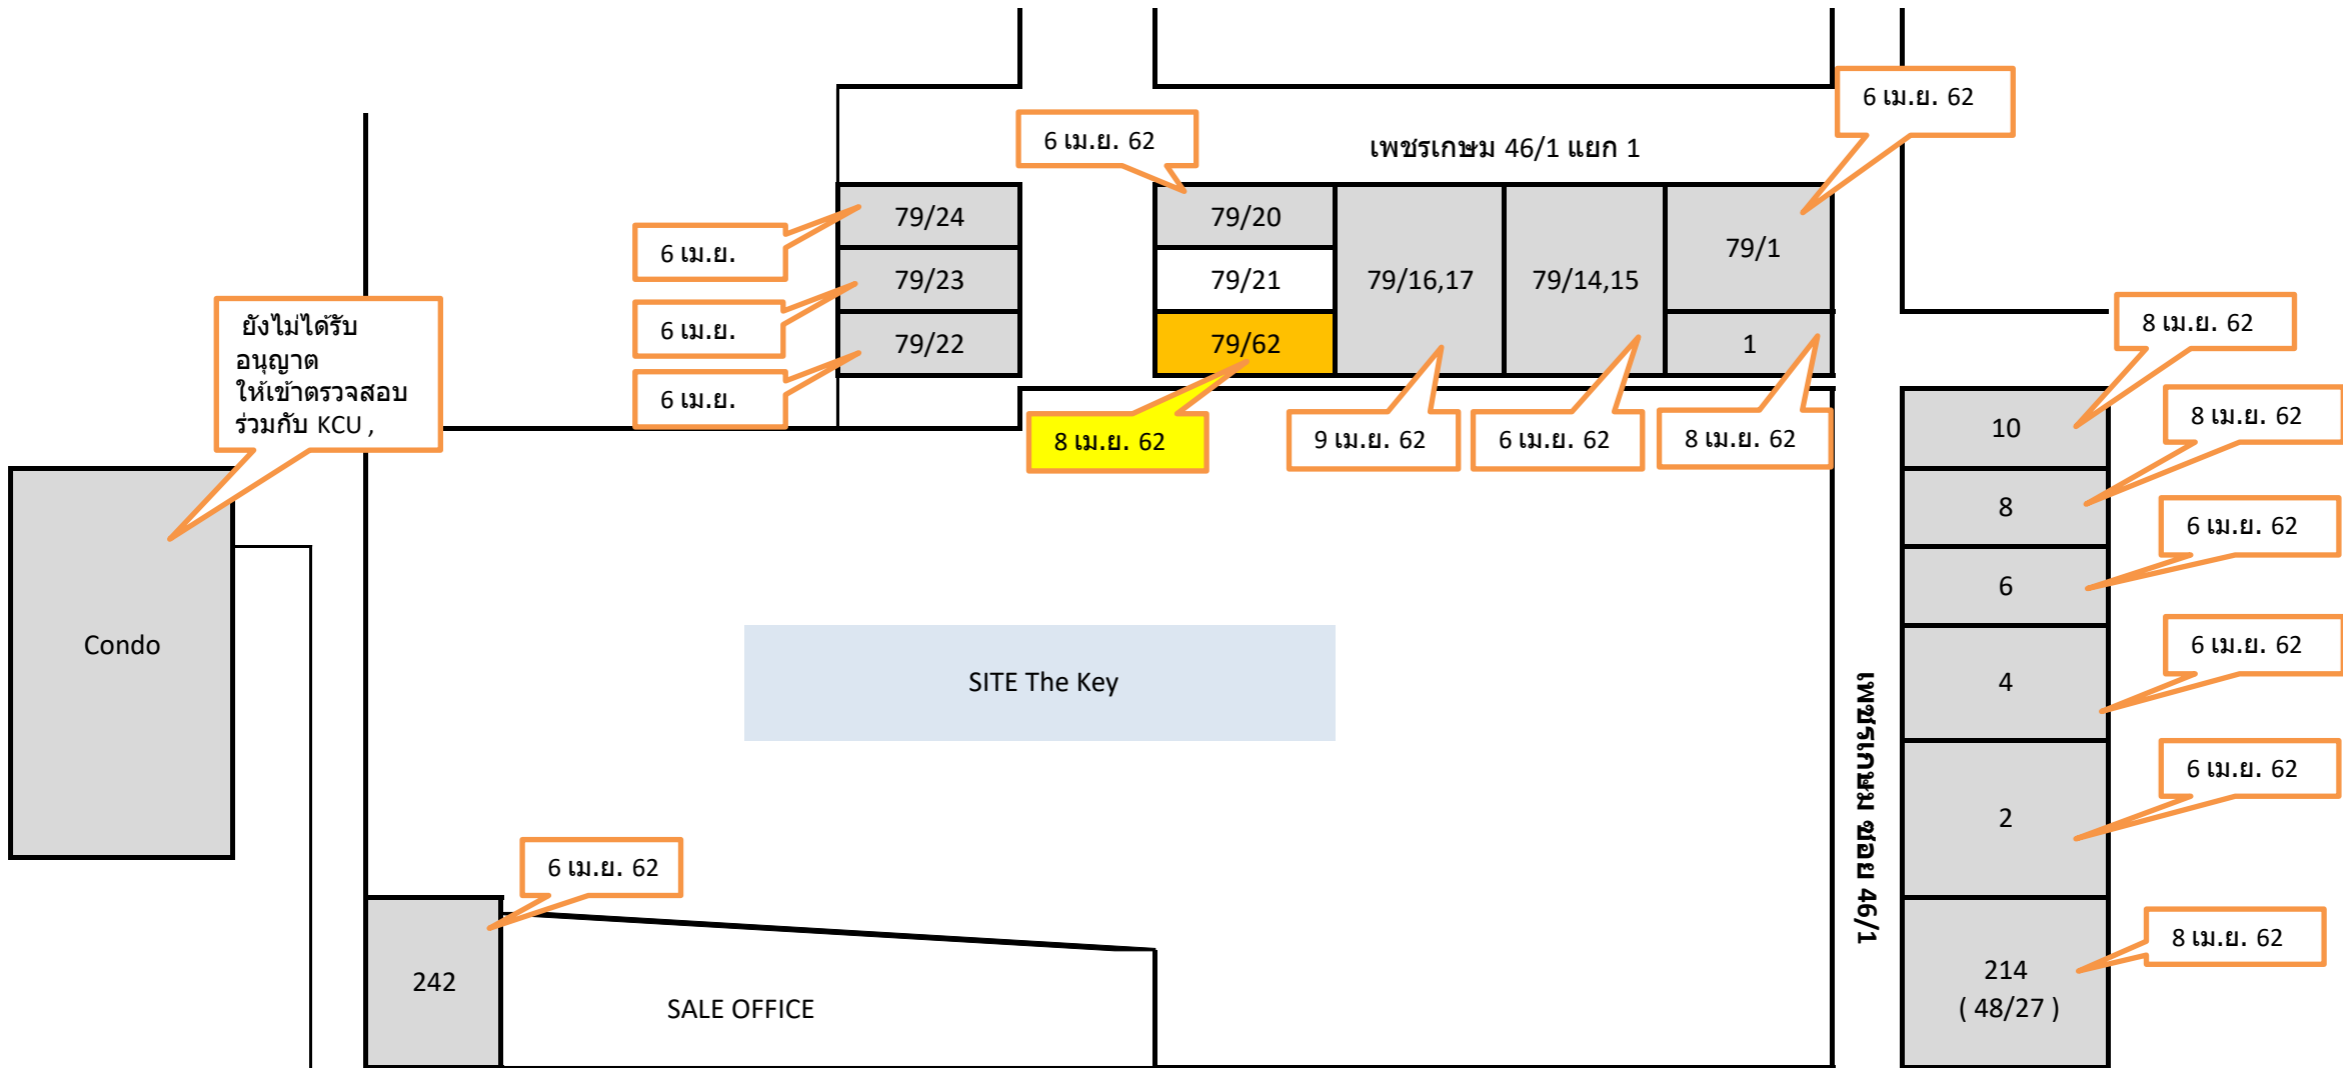 6 เม.ย. 62
6 เม.ย. 62
เพชรเกษม 46/1 แยก 1
79/24
79/20
79/1
6 เม.ย.
79/23
79/21
79/16,17
79/14,15
6 เม.ย.
79/22
79/62
1
8 เม.ย. 62
ยังไม่ได้รับ
อนุญาต
ให้เข้าตรวจสอบ
ร่วมกับ KCU ,
6 เม.ย.
8 เม.ย. 62
9 เม.ย. 62
6 เม.ย. 62
8 เม.ย. 62
10
8 เม.ย. 62
8
6 เม.ย. 62
6
Condo
SITE The Key
4
6 เม.ย. 62
เพชรเกษม ซอย 46/1
2
6 เม.ย. 62
6 เม.ย. 62
242
SALE OFFICE
214
( 48/27 )
8 เม.ย. 62